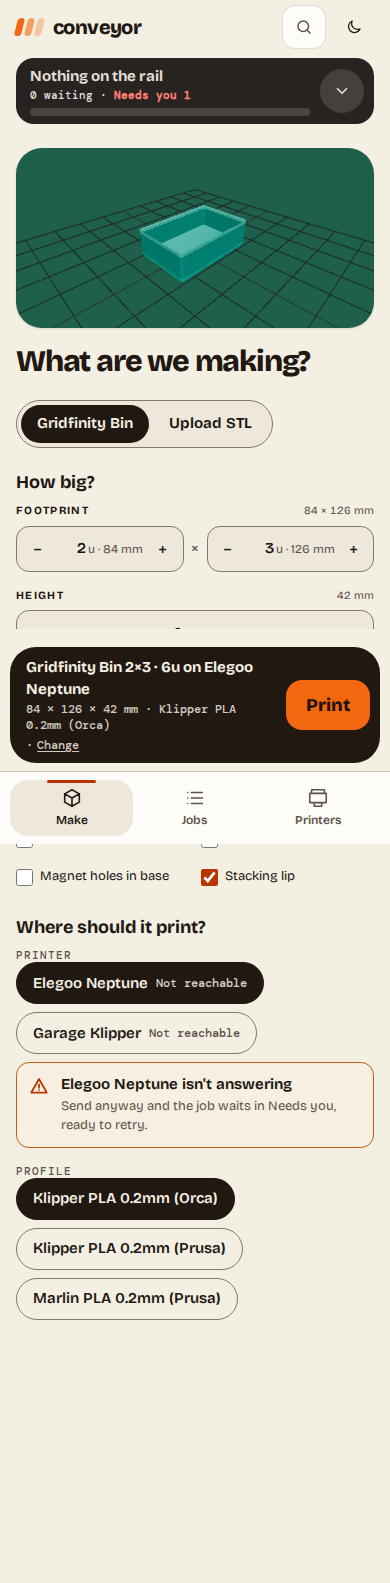 conveyor
Nothing on the rail
0 waiting · Needs you 1
What are we making?
Gridfinity Bin
Upload STL
How big?
FOOTPRINT 84 × 126 mm
− 2 u · 84 mm + × − 3 u · 126 mm +
HEIGHT 42 mm
Gridfinity Bin 2×3 · 6u on Elegoo
Neptune
84 × 126 × 42 mm · Klipper PLA
0.2mm (Orca)
· Change
Print
Make
Jobs
Printers
Magnet holes in base
Stacking lip
Where should it print?
PRINTER
Elegoo Neptune Not reachable
Garage Klipper Not reachable
Elegoo Neptune isn't answering
Send anyway and the job waits in Needs you,
ready to retry.
PROFILE
Klipper PLA 0.2mm (Orca)
Klipper PLA 0.2mm (Prusa)
Marlin PLA 0.2mm (Prusa)